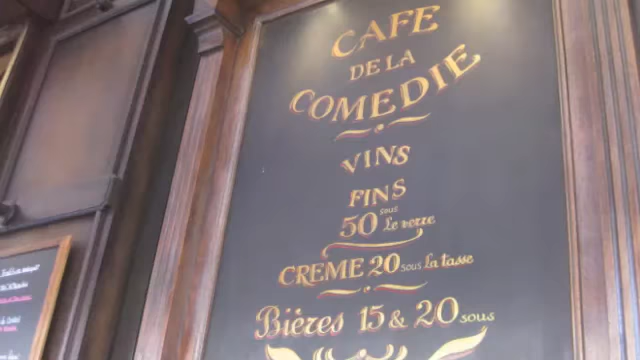 CAFE
DE LA
COMEDIE
VINS
FINS
50 sous Le verre
CREME 20 sous La tasse
Bières 15 & 20 sous